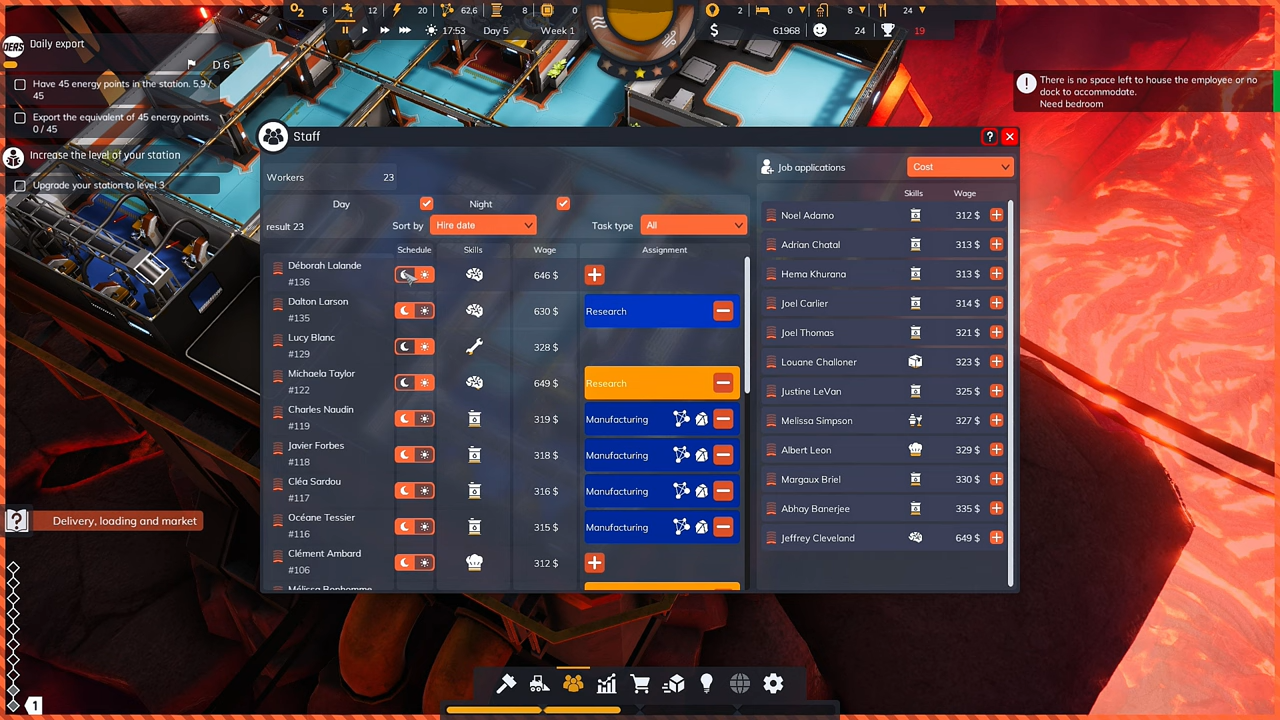 6 12 20 62.6 8 0 2 0 8 24
17:53 Day 5 Week 1 $ 61968 24 19
Daily export
D 6
Have 45 energy points in the station. 5.9 / 45
Export the equivalent of 45 energy points. 0 / 45
Increase the level of your station
Upgrade your station to level 3
There is no space left to house the employee or no dock to accommodate.
Need bedroom
Staff
? ×
Workers 23
Day Night
result 23 Sort by Hire date Task type All
Schedule Skills Wage Assignment
Déborah Lalande
#136 646 $
Dalton Larson
#135 630 $ Research
Lucy Blanc
#129 328 $
Michaela Taylor
#122 649 $ Research
Charles Naudin
#119 319 $ Manufacturing
Javier Forbes
#118 318 $ Manufacturing
Cléa Sardou
#117 316 $ Manufacturing
Océane Tessier
#116 315 $ Manufacturing
Clément Ambard
#106 312 $
Job applications Cost
Skills Wage
Noel Adamo 312 $
Adrian Chatal 313 $
Hema Khurana 313 $
Joel Carlier 314 $
Joel Thomas 321 $
Louane Challoner 323 $
Justine LeVan 325 $
Melissa Simpson 327 $
Albert Leon 329 $
Margaux Briel 330 $
Abhay Banerjee 335 $
Jeffrey Cleveland 649 $
? Delivery, loading and market
1